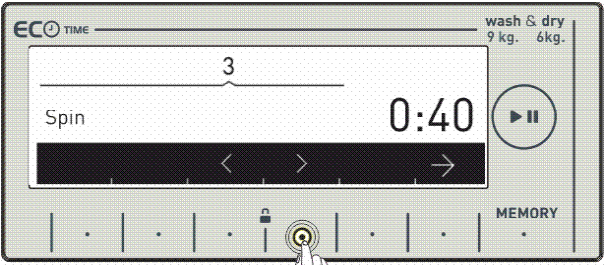 ECO TIME
wash & dry
9 kg. 6kg.
3
Spin
0:40
MEMORY